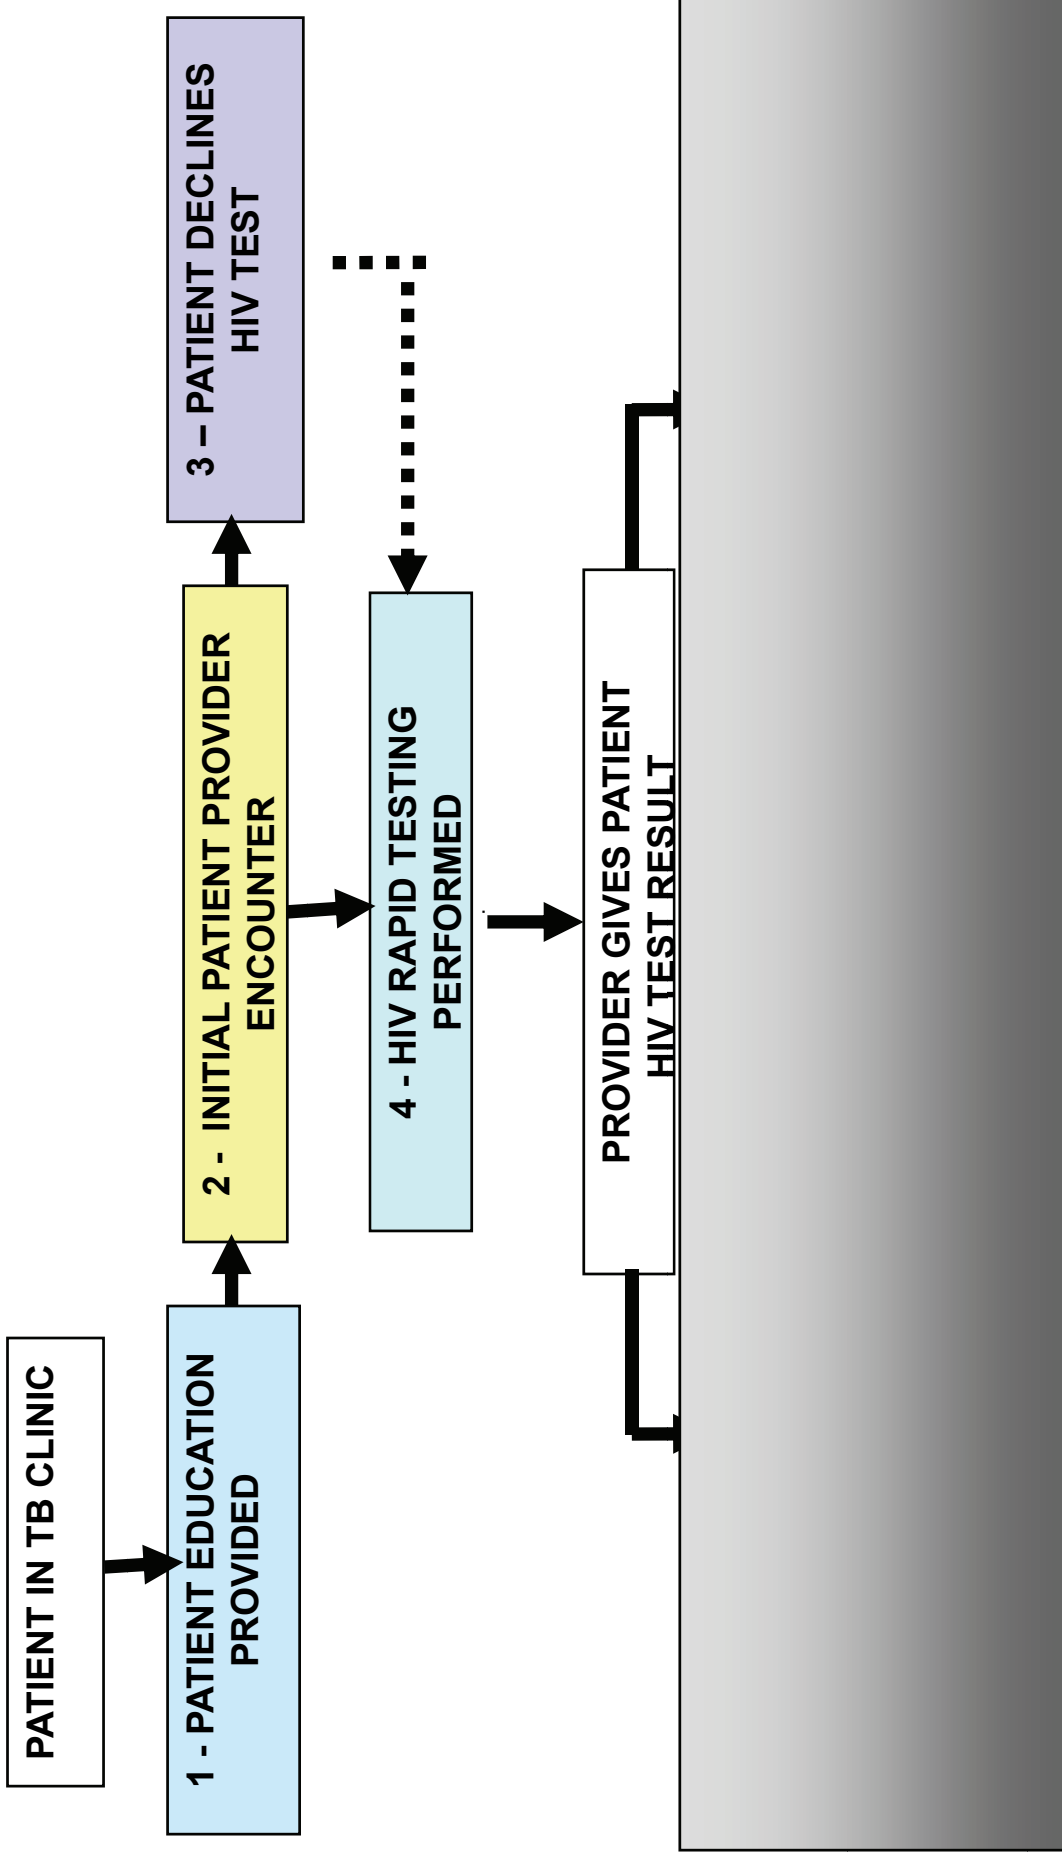 PATIENT IN TB CLINIC
1 - PATIENT EDUCATION
PROVIDED
2 - INITIAL PATIENT PROVIDER
ENCOUNTER
3 – PATIENT DECLINES
HIV TEST
4 - HIV RAPID TESTING
PERFORMED
PROVIDER GIVES PATIENT
HIV TEST RESULT